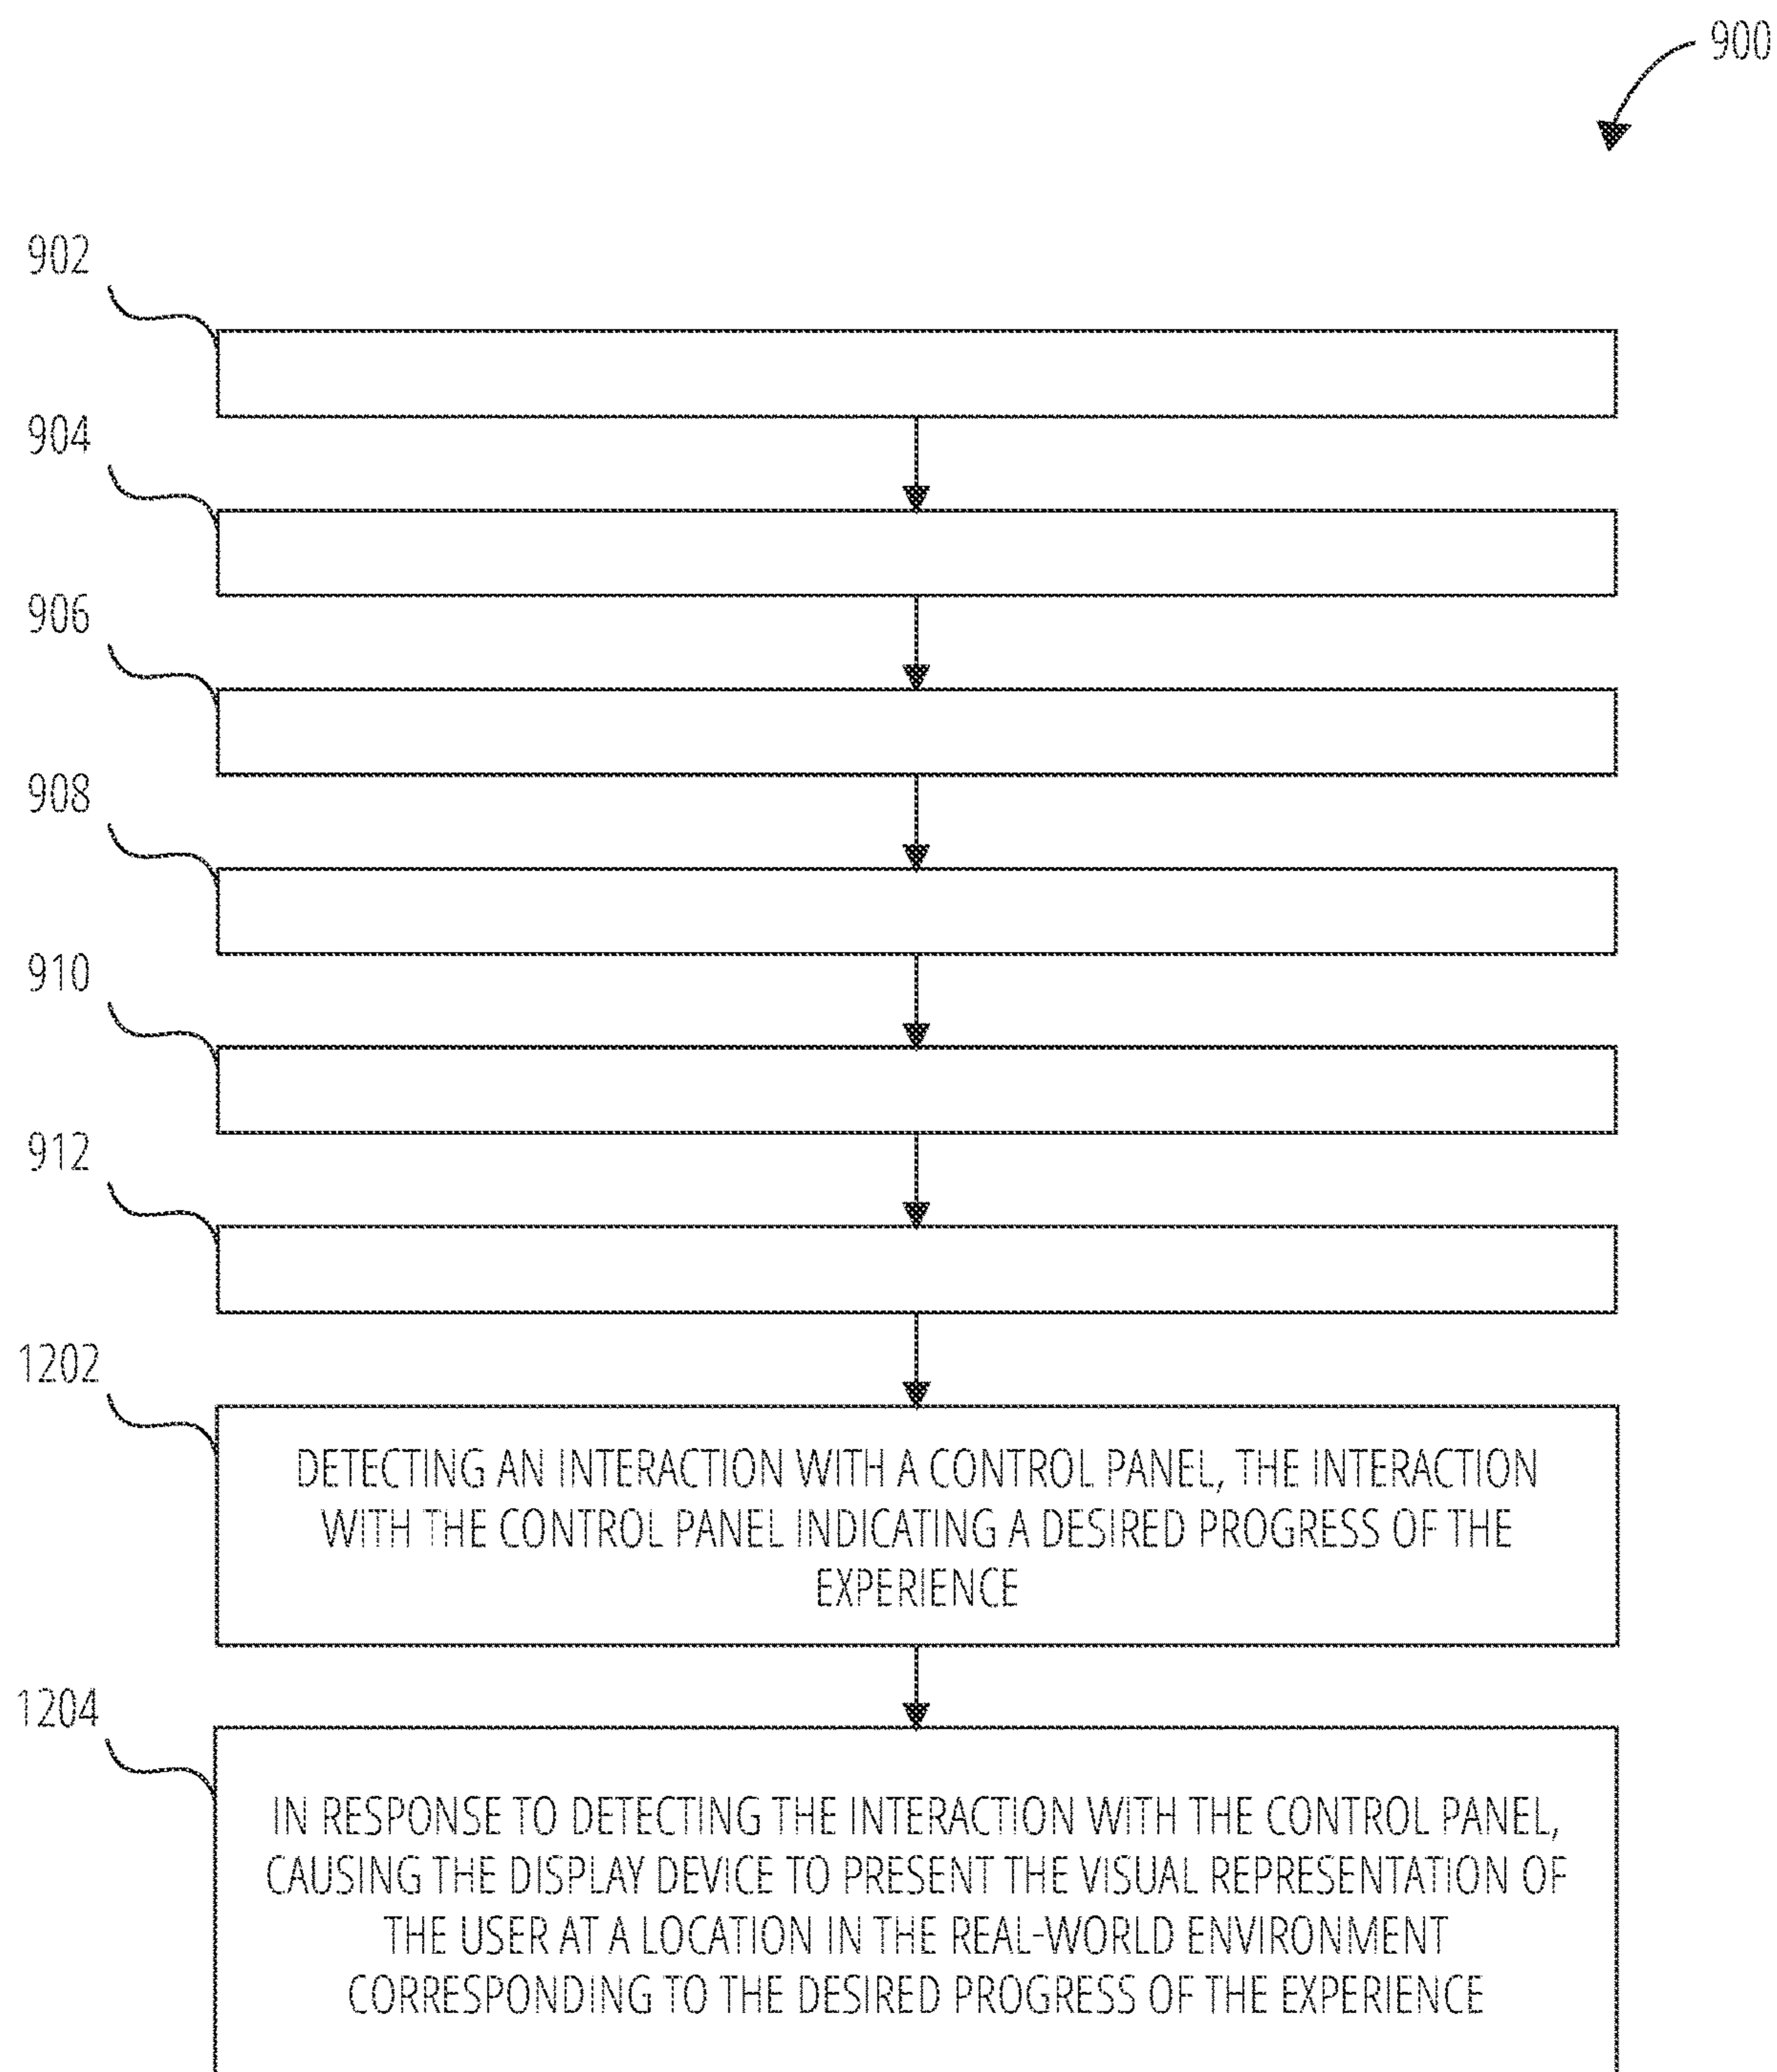 900
902
904
906
908
910
912
1202
DETECTING AN INTERACTION WITH A CONTROL PANEL, THE INTERACTION
WITH THE CONTROL PANEL INDICATING A DESIRED PROGRESS OF THE
EXPERIENCE
1204
IN RESPONSE TO DETECTING THE INTERACTION WITH THE CONTROL PANEL,
CAUSING THE DISPLAY DEVICE TO PRESENT THE VISUAL REPRESENTATION OF
THE USER AT A LOCATION IN THE REAL-WORLD ENVIRONMENT
CORRESPONDING TO THE DESIRED PROGRESS OF THE EXPERIENCE